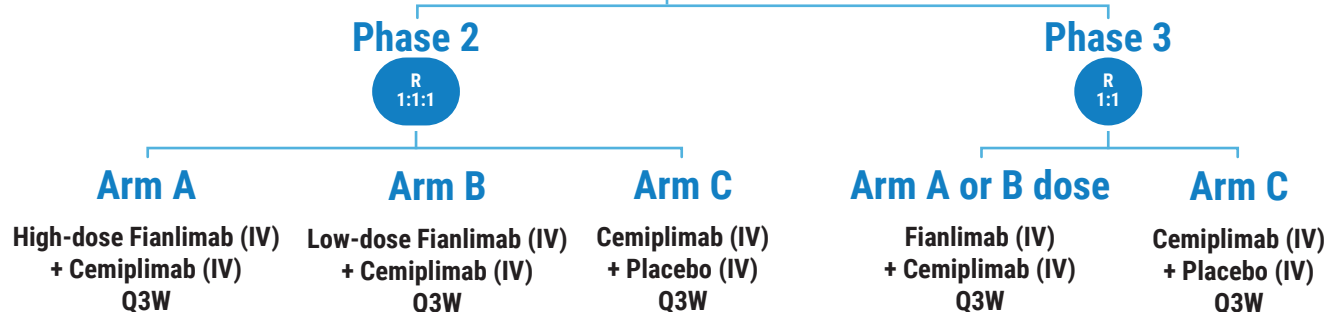 Phase 2
R
1:1:1
Arm A
High-dose Fianlimab (IV)
+ Cemiplimab (IV)
Q3W
Arm B
Low-dose Fianlimab (IV)
+ Cemiplimab (IV)
Q3W
Arm C
Cemiplimab (IV)
+ Placebo (IV)
Q3W
Phase 3
R
1:1
Arm A or B dose
Fianlimab (IV)
+ Cemiplimab (IV)
Q3W
Arm C
Cemiplimab (IV)
+ Placebo (IV)
Q3W